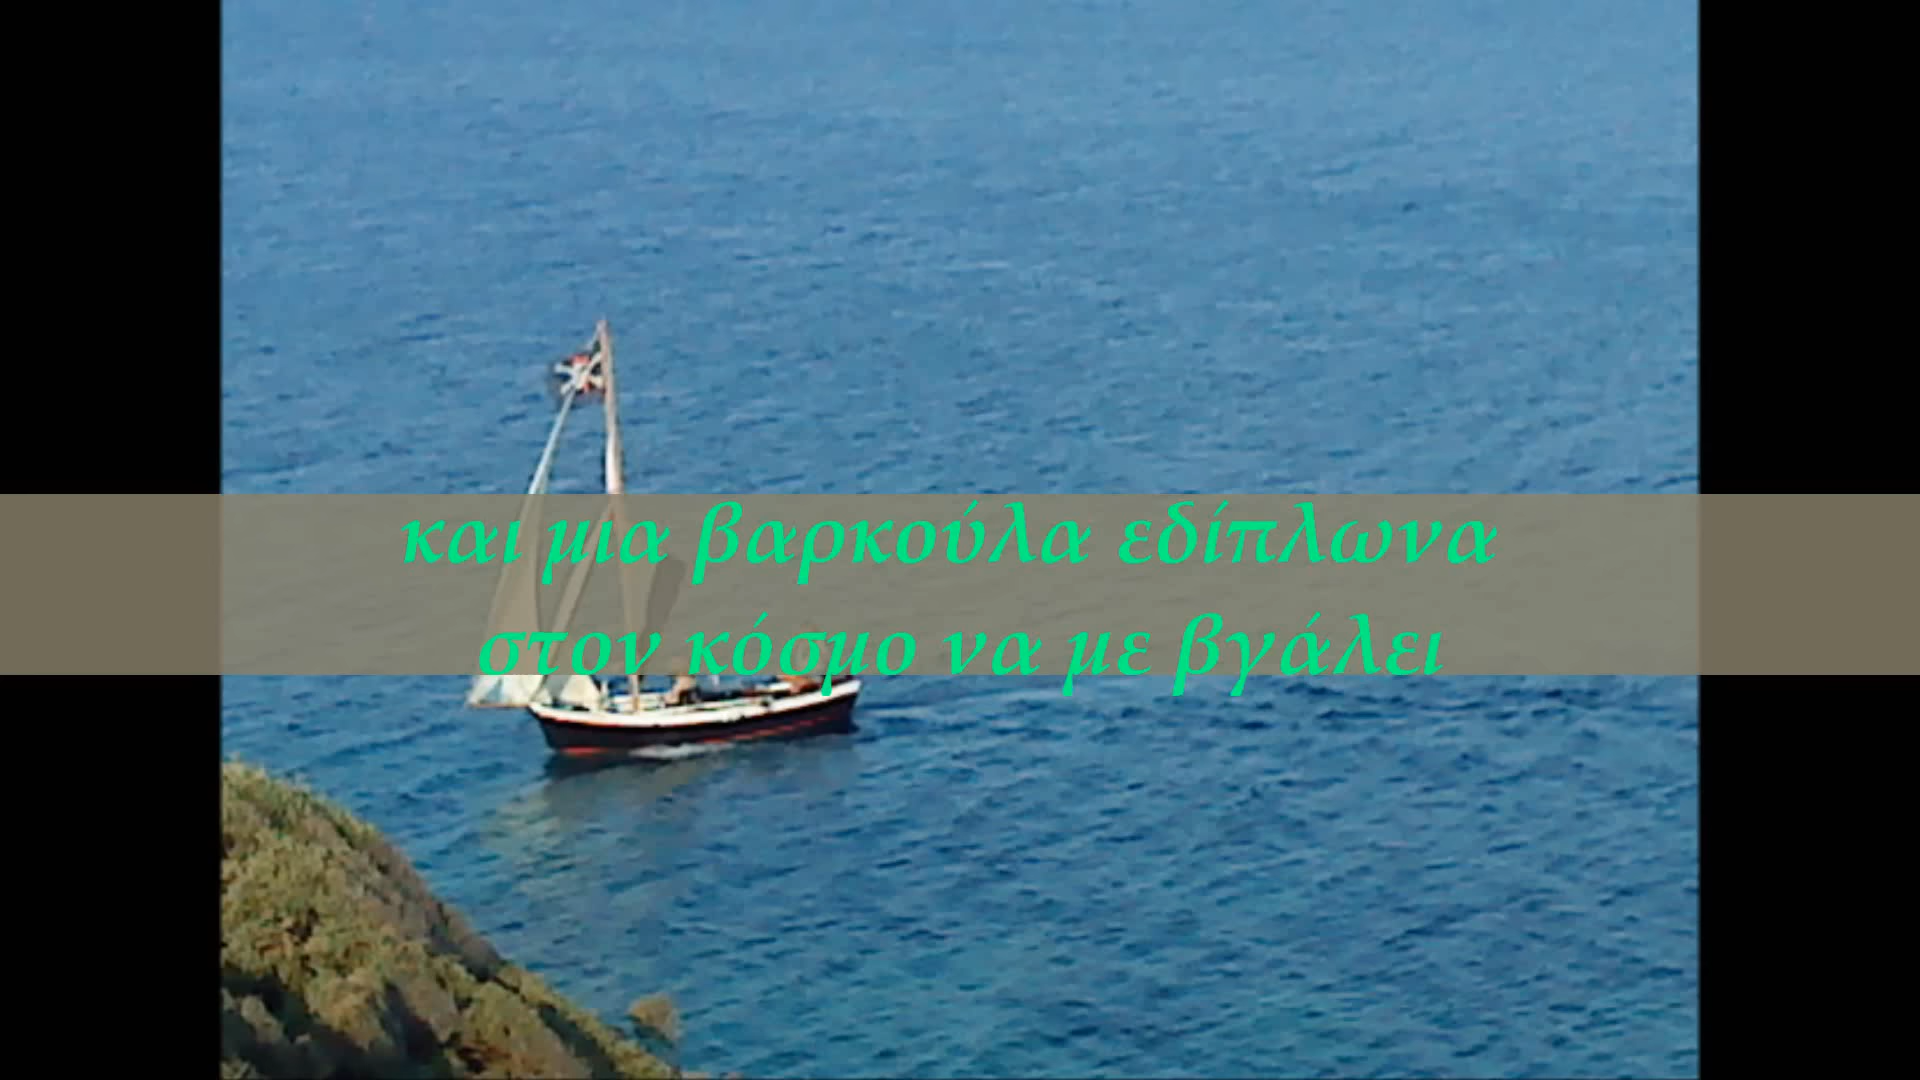 και μια βαρκούλα εδίπλωνα
στον κόσμο να με βγάλει